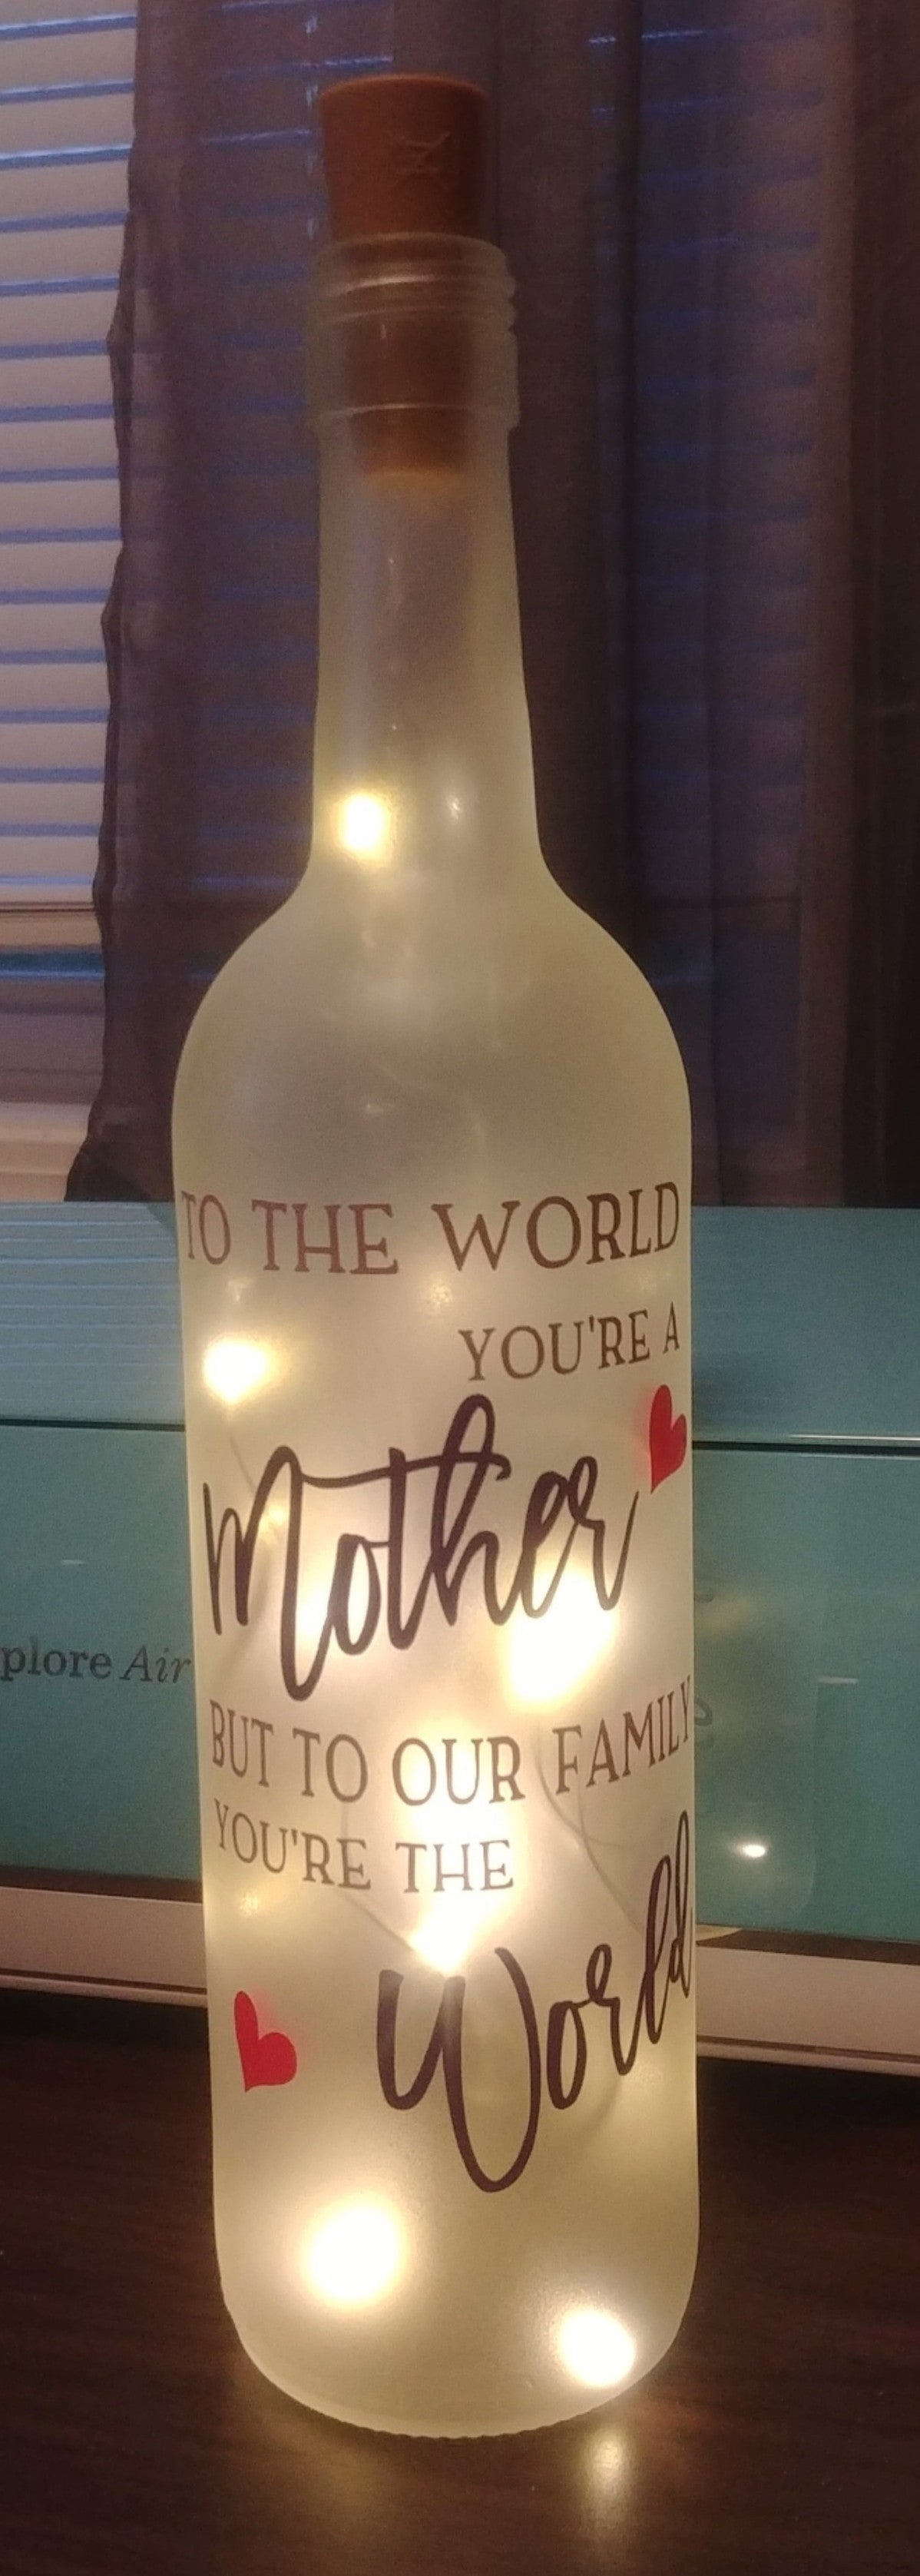 TO THE WORLD
YOU'RE A
Mother
BUT TO OUR FAMILY
YOU'RE THE
World
plore Air